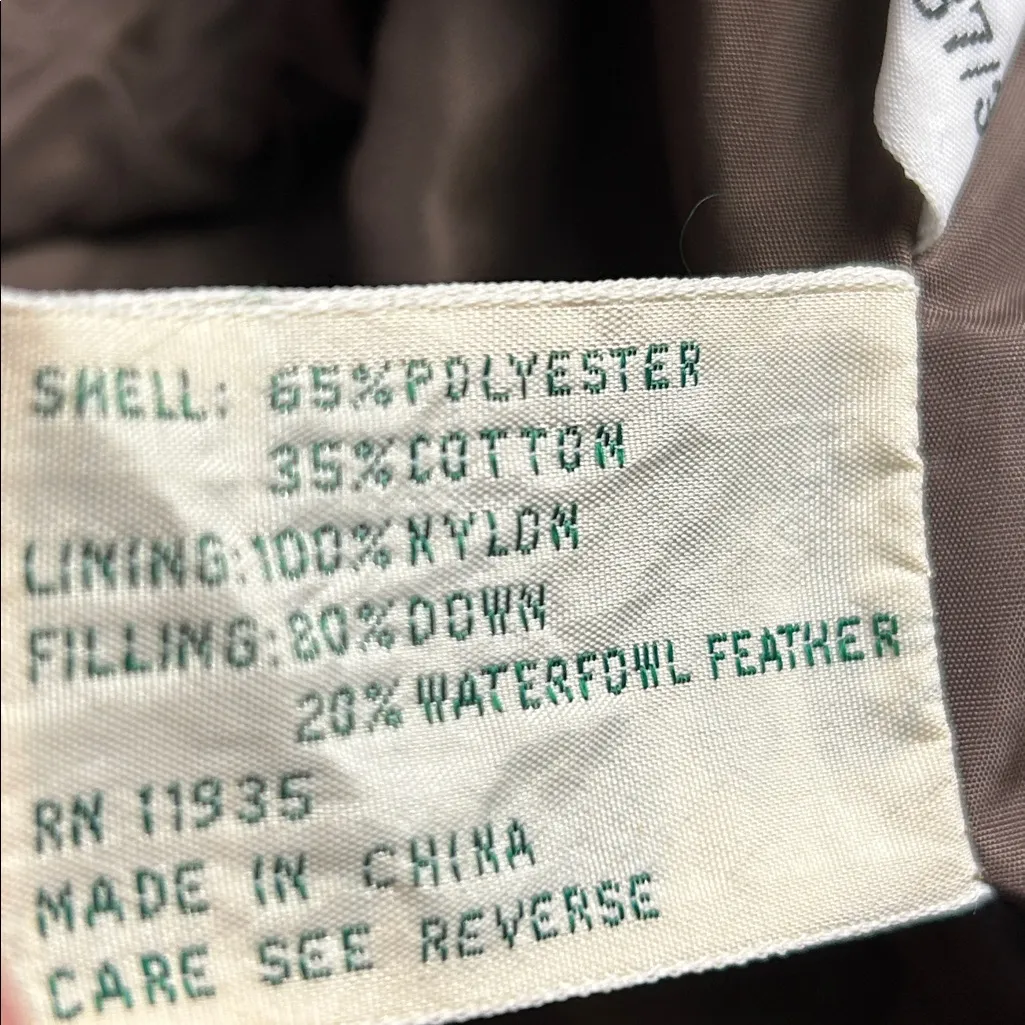 SHELL: 65%POLYESTER
35%COTTON
LINING:100%NYLON
FILLING:80%DOWN
20%WATERFOWL FEATHER
RN 11935
MADE IN CHINA
CARE SEE REVERSE